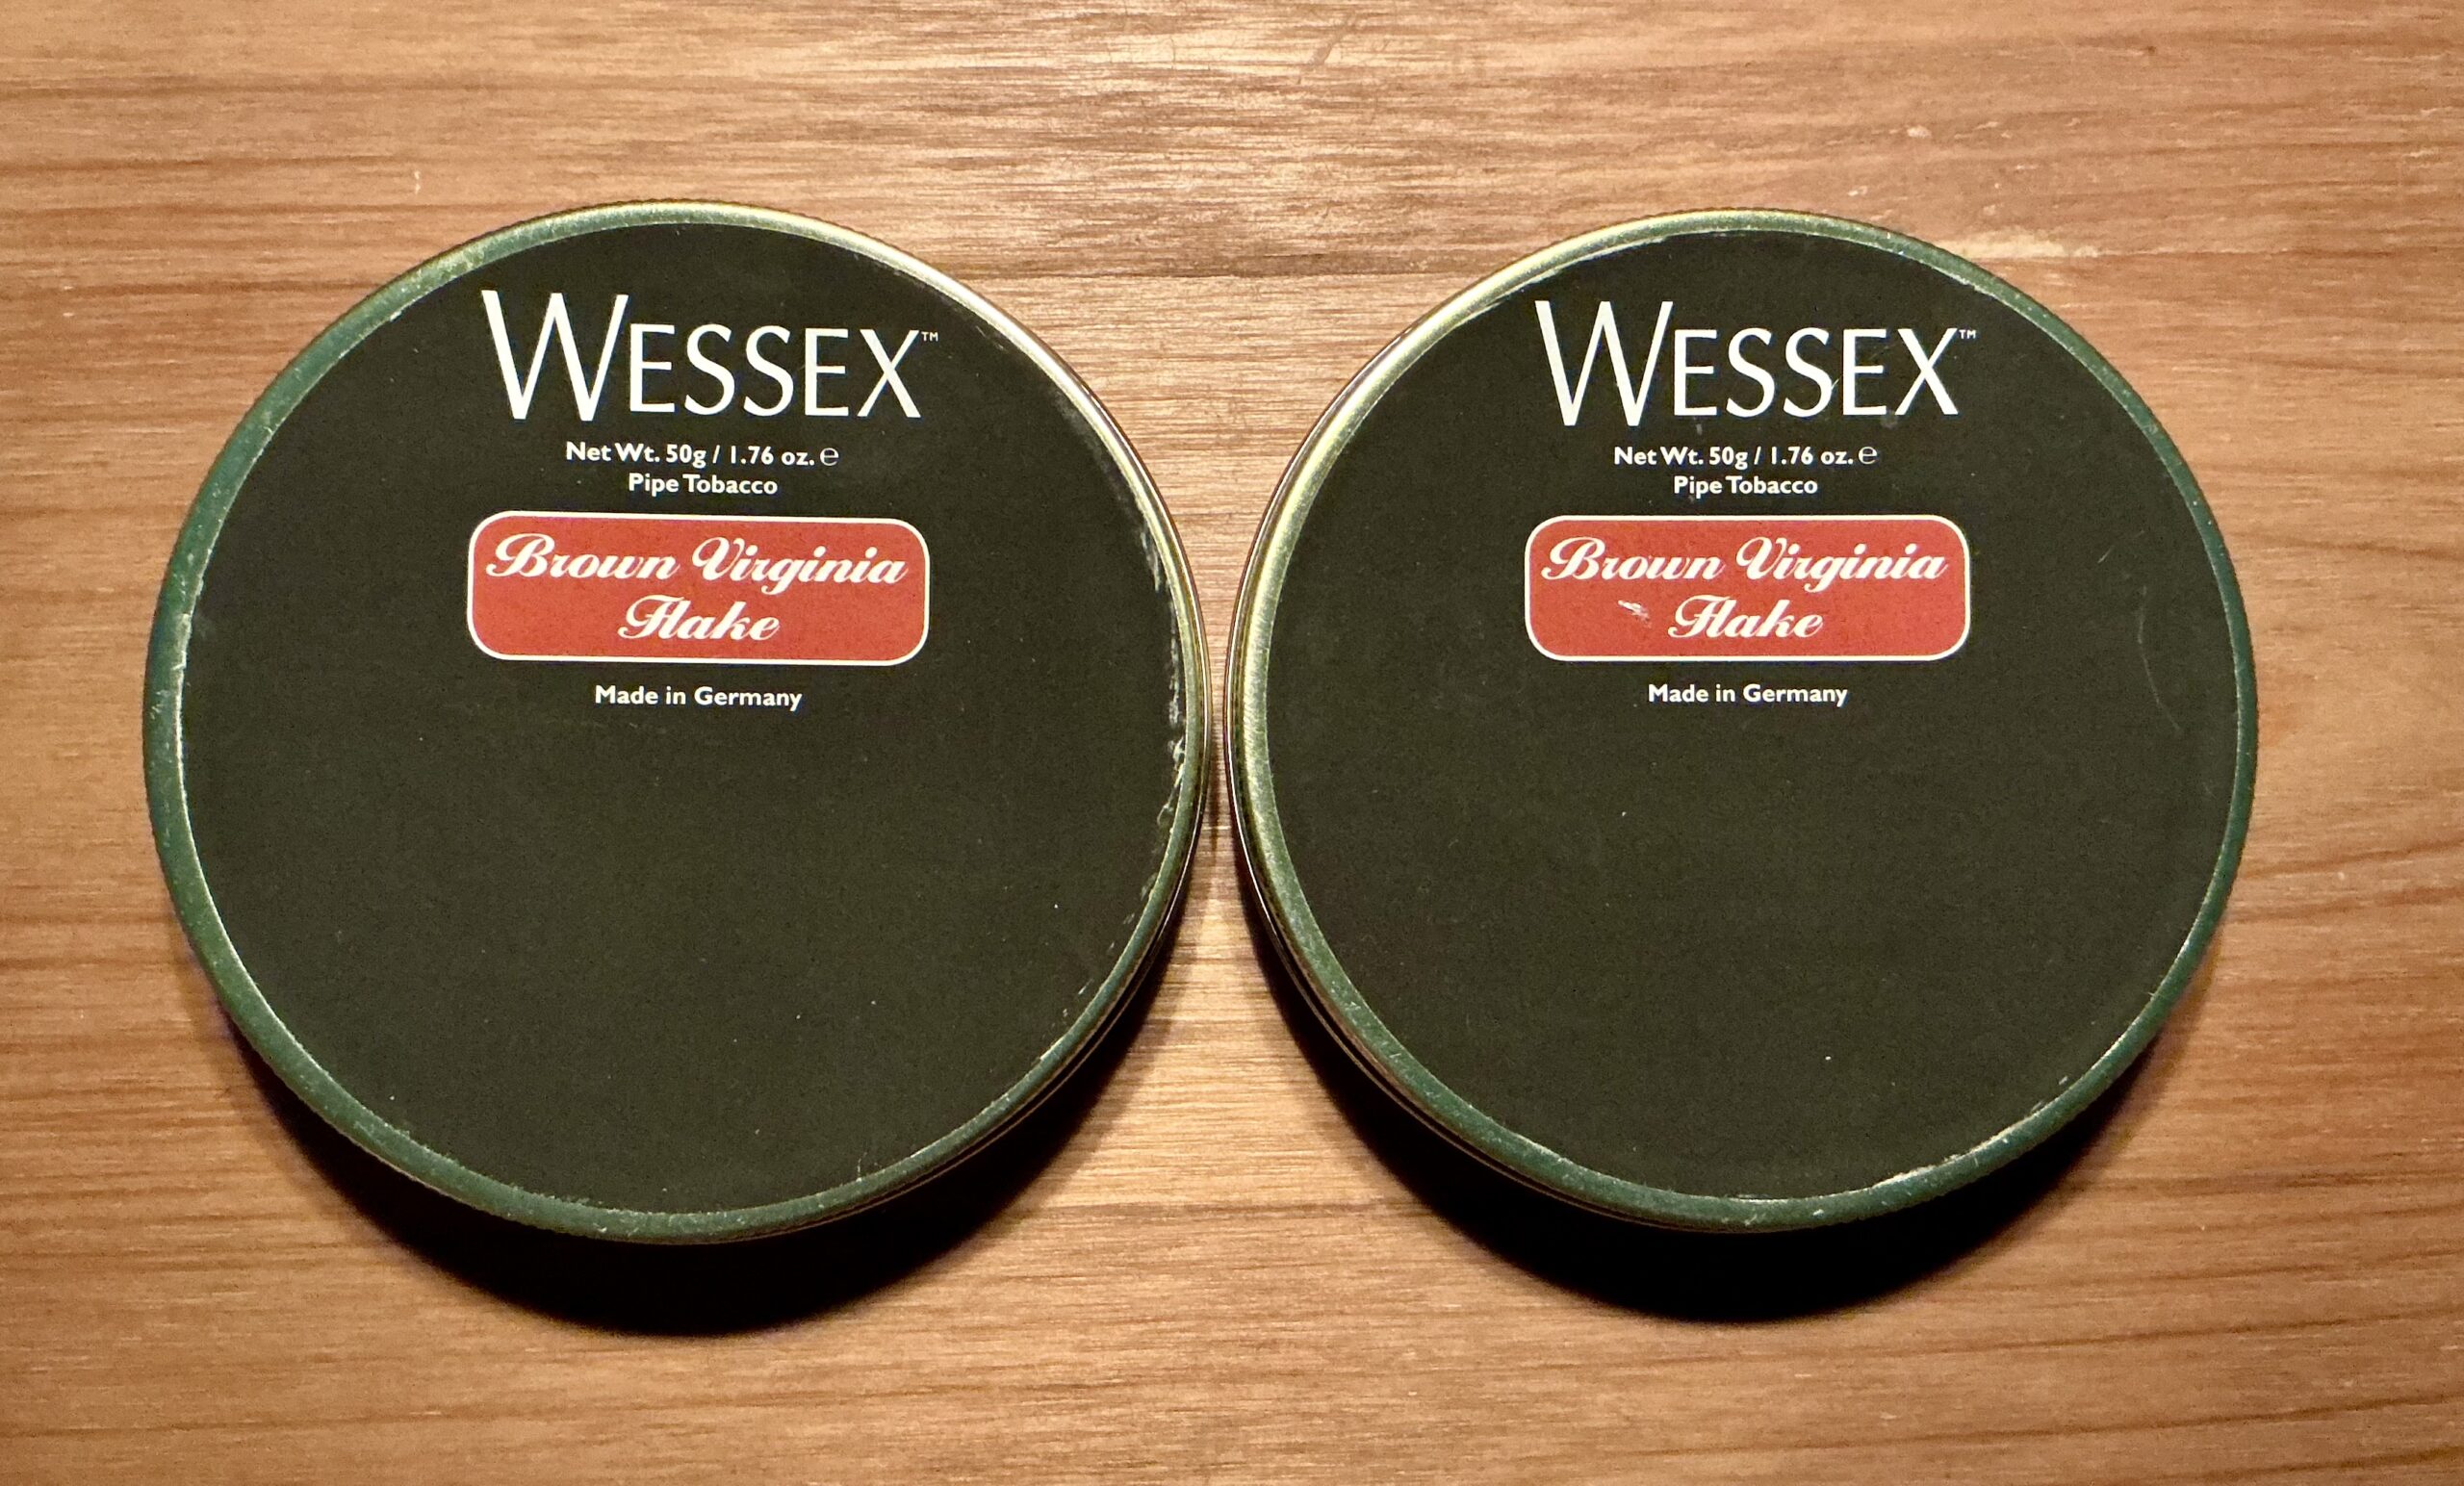 WESSEX™
Net Wt. 50g / 1.76 oz. ℮
Pipe Tobacco
Brown Virginia
Flake
Made in Germany
WESSEX™
Net Wt. 50g / 1.76 oz. ℮
Pipe Tobacco
Brown Virginia
Flake
Made in Germany